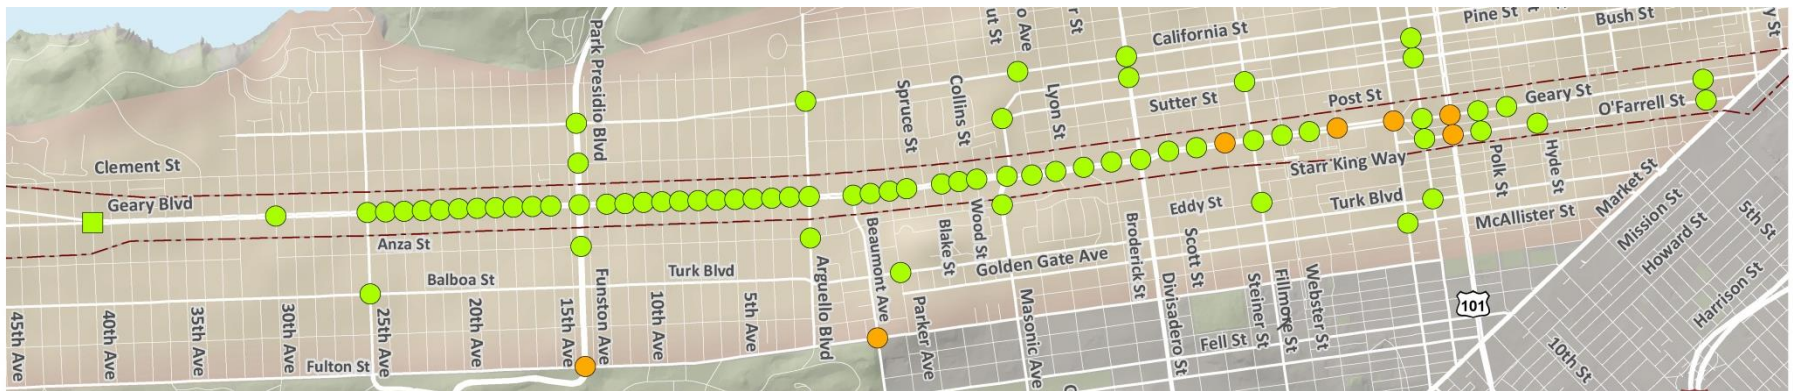 Pine St
Bush St
California St
Park Presidio Blvd
o Ave
r St
ut St
y St
Spruce St
Collins St
Lyon St
Sutter St
Post St
Geary St
O'Farrell St
Clement St
Geary Blvd
Starr King Way
Polk St
Hyde St
Market St
Anza St
Wood St
Eddy St
Turk Blvd
McAllister St
Mission St
5th St
Balboa St
Turk Blvd
Beaumont Ave
Blake St
Golden Gate Ave
Broderick St
Scott St
Howard St
Harrison St
45th Ave
40th Ave
35th Ave
30th Ave
25th Ave
20th Ave
15th Ave
Funston Ave
10th Ave
5th Ave
Arguello Blvd
Parker Ave
Masonic Ave
Divisadero St
Steiner St
Fillmore St
Webster St
101
Fell St
10th St
Fulton St